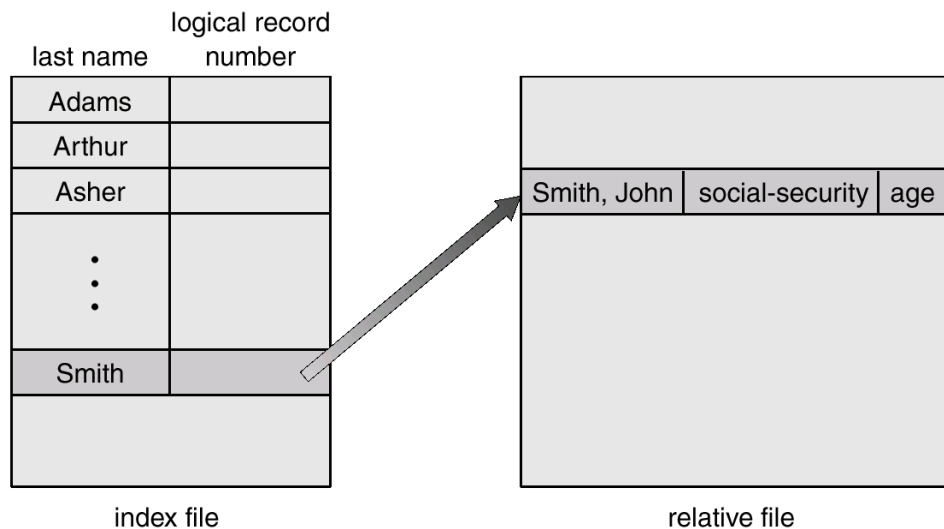 last name
logical record
number
Adams
Arthur
Asher
Smith
index file
Smith, John social-security age
relative file